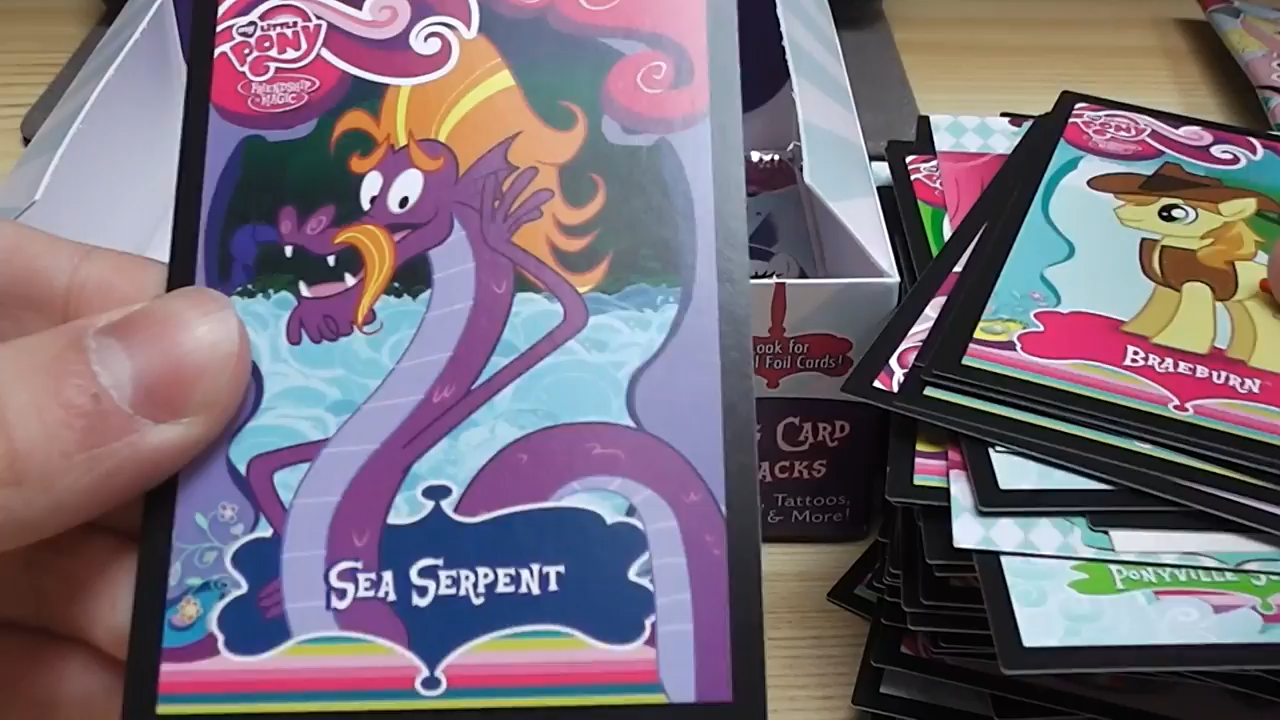 MY LITTLE
PONY
FRIENDSHIP
IS MAGIC
SEA SERPENT
BRAEBURN
PONYVILLE
ook for
l Foil Cards!
G CARD
ACKS
, Tattoos,
& More!